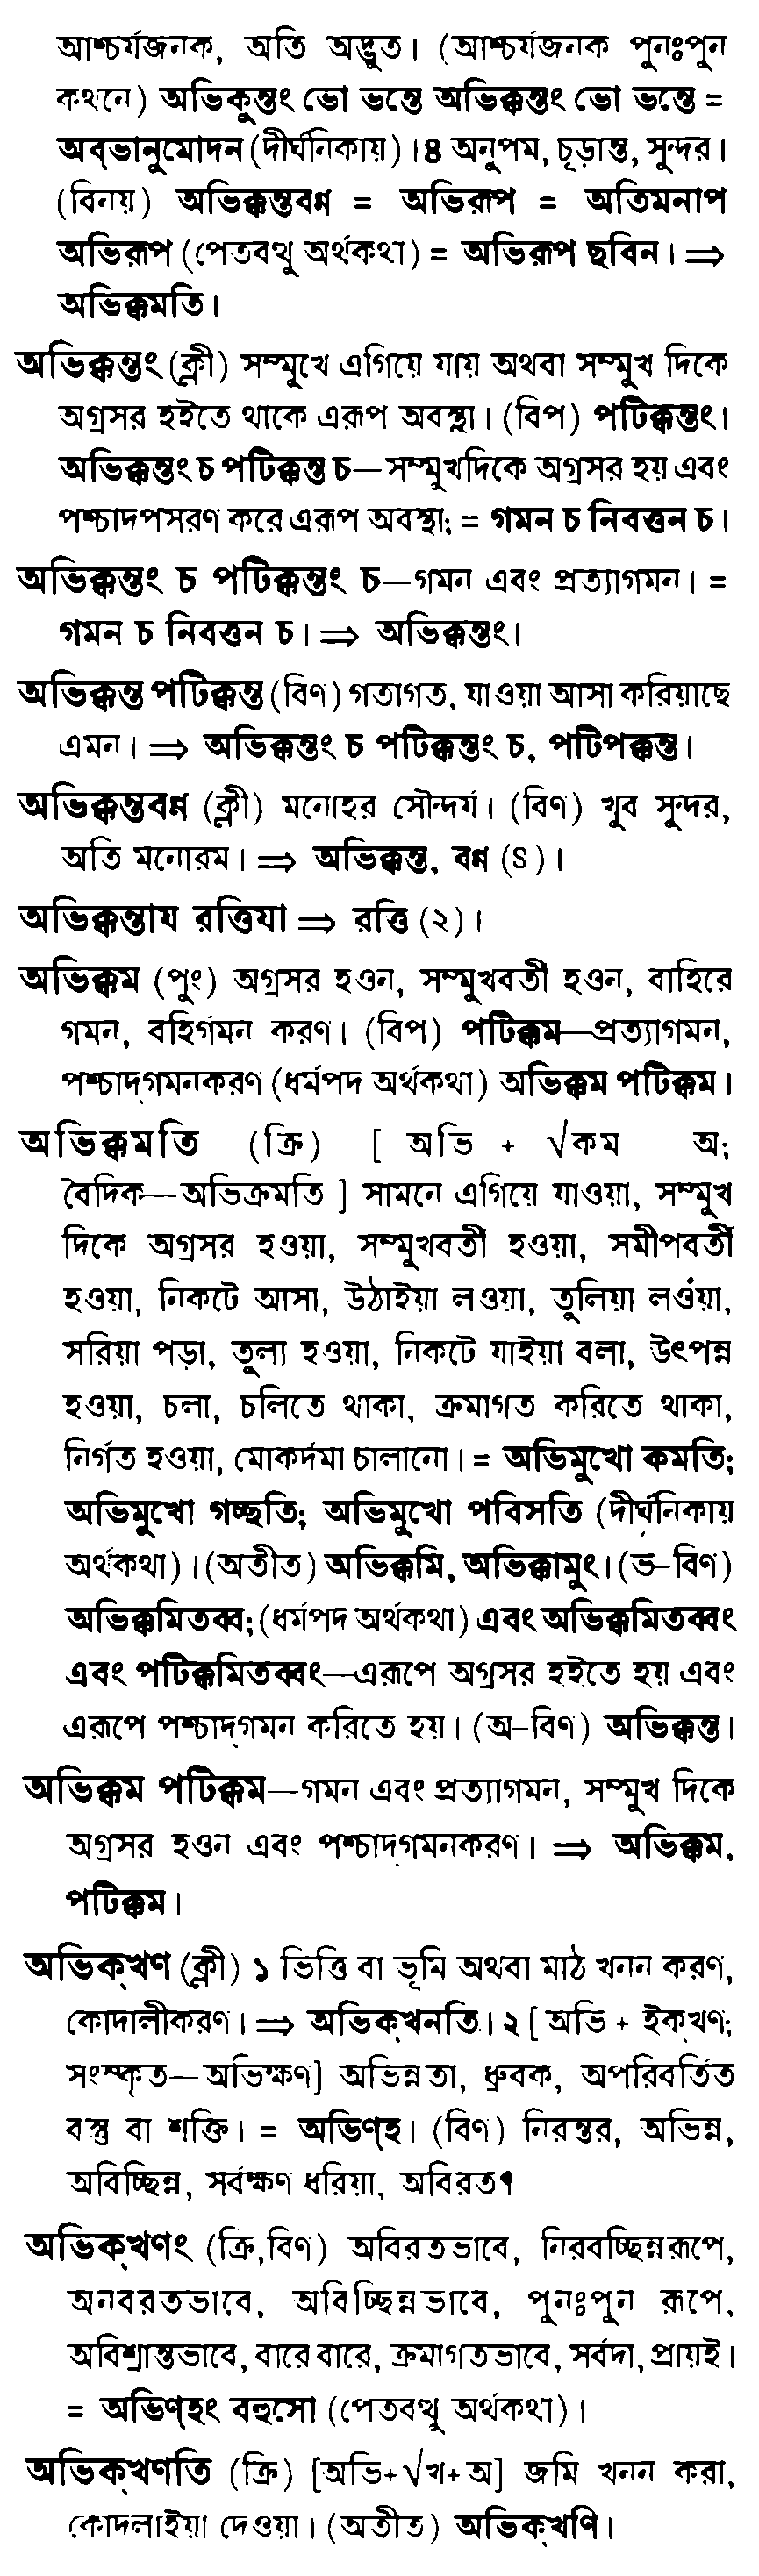 আশ্চর্যজনক, অতি অদ্ভুত। (আশ্চর্যজনক পুনঃপুন
কথনে) অভিক্কন্তং ভো ভন্তে অভিক্কন্তং ভো ভন্তে =
অব্ভানুমোদন (দীর্ঘনিকায়)। ৪ অনুপম, চূড়ান্ত, সুন্দর।
(বিনয়) অভিক্কন্তবণ্ণ = অভিরূপ = অতিমনাপ
অভিরূপ (পেতবত্থু অর্থকথা) = অভিরূপ ছবিন। ⇒
অভিক্কমতি।
অভিক্কন্তং (ক্লী) সম্মুখে এগিয়ে যায় অথবা সম্মুখ দিকে
অগ্রসর হইতে থাকে এরূপ অবস্থা। (বিপ) পটিক্কন্তং।
অভিক্কন্তং চ পটিক্কন্ত চ—সম্মুখদিকে অগ্রসর হয় এবং
পশ্চাদপসরণ করে এরূপ অবস্থা; = গমন চ নিবত্তন চ।
অভিক্কন্তং চ পটিক্কন্তং চ—গমন এবং প্রত্যাগমন। =
গমন চ নিবত্তন চ। ⇒ অভিক্কন্তং।
অভিক্কন্ত পটিক্কন্ত (বিণ) গতাগত, যাওয়া আসা করিয়াছে
এমন। ⇒ অভিক্কন্তং চ পটিক্কন্তং চ, পটিপক্কন্ত।
অভিক্কন্তবণ্ণ (ক্লী) মনোহর সৌন্দর্য। (বিণ) খুব সুন্দর,
অতি মনোরম। ⇒ অভিক্কন্ত, বণ্ণ (S)।
অভিক্কন্তায রত্তিযা ⇒ রত্তি (২)।
অভিক্কম (পুং) অগ্রসর হওন, সম্মুখবর্তী হওন, বাহিরে
গমন, বহির্গমন করণ। (বিপ) পটিক্কম—প্রত্যাগমন,
পশ্চাদ্গমনকরণ (ধর্মপদ অর্থকথা) অভিক্কম পটিক্কম।
অভিক্কমতি (ক্রি) [ অভি + √কম অ;
বৈদিক—অভিক্রমতি ] সামনে এগিয়ে যাওয়া, সম্মুখ
দিকে অগ্রসর হওয়া, সম্মুখবর্তী হওয়া, সমীপবর্তী
হওয়া, নিকটে আসা, উঠাইয়া লওয়া, তুলিয়া লওয়া,
সরিয়া পড়া, তুল্য হওয়া, নিকটে যাইয়া বলা, উৎপন্ন
হওয়া, চলা, চলিতে থাকা, ক্রমাগত করিতে থাকা,
নির্গত হওয়া, মোকর্দমা চালানো। = অভিমুখো কমতি;
অভিমুখো গচ্ছতি; অভিমুখো পবিসতি (দীর্ঘনিকায়
অর্থকথা)। (অতীত) অভিক্কমি, অভিক্কামুং। (ভ-বিণ)
অভিক্কমিতব্ব; (ধর্মপদ অর্থকথা) এবং অভিক্কমিতব্বং
এবং পটিক্কমিতব্বং—এরূপে অগ্রসর হইতে হয় এবং
এরূপে পশ্চাদ্গমন করিতে হয়। (অ-বিণ) অভিক্কন্ত।
অভিক্কম পটিক্কম—গমন এবং প্রত্যাগমন, সম্মুখ দিকে
অগ্রসর হওন এবং পশ্চাদ্গমনকরণ। ⇒ অভিক্কম,
পটিক্কম।
অভিক্খণ (ক্লী) ১ ভিত্তি বা ভূমি অথবা মাঠ খনন করণ,
কোদালীকরণ। ⇒ অভিক্খনতি। ২ [ অভি + ইক্খণ;
সংস্কৃত—অভিক্ষণ] অভিন্নতা, ধ্রুবক, অপরিবর্তিত
বস্তু বা শক্তি। = অভিণ্হ। (বিণ) নিরন্তর, অভিন্ন,
অবিচ্ছিন্ন, সর্বক্ষণ ধরিয়া, অবিরত।
অভিক্খণং (ক্রি,বিণ) অবিরতভাবে, নিরবচ্ছিন্নরূপে,
অনবরতভাবে, অবিচ্ছিন্নভাবে, পুনঃপুন রূপে,
অবিশ্রান্তভাবে, বারে বারে, ক্রমাগতভাবে, সর্বদা, প্রায়ই।
= অভিণ্হং বহুসো (পেতবত্থু অর্থকথা)।
অভিক্খণতি (ক্রি) [অভি+√খ+অ] জমি খনন করা,
কোদলাইয়া দেওয়া। (অতীত) অভিক্খণি।